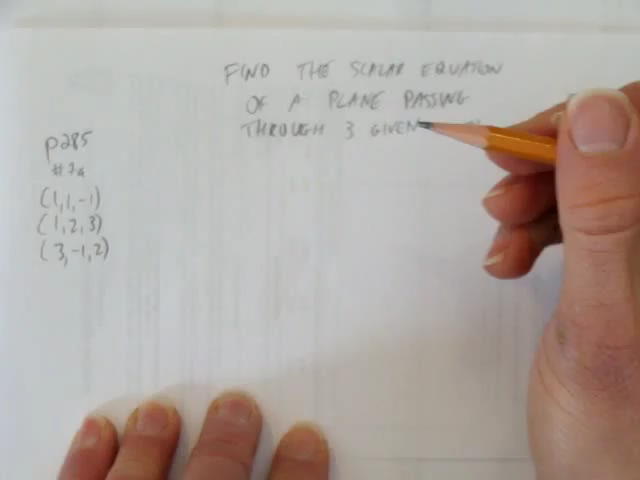 FIND THE SCALAR EQUATION
OF A PLANE PASSING
THROUGH 3 GIVEN
p285
#7a
(1,1,-1)
(1,2,3)
(3,-1,2)